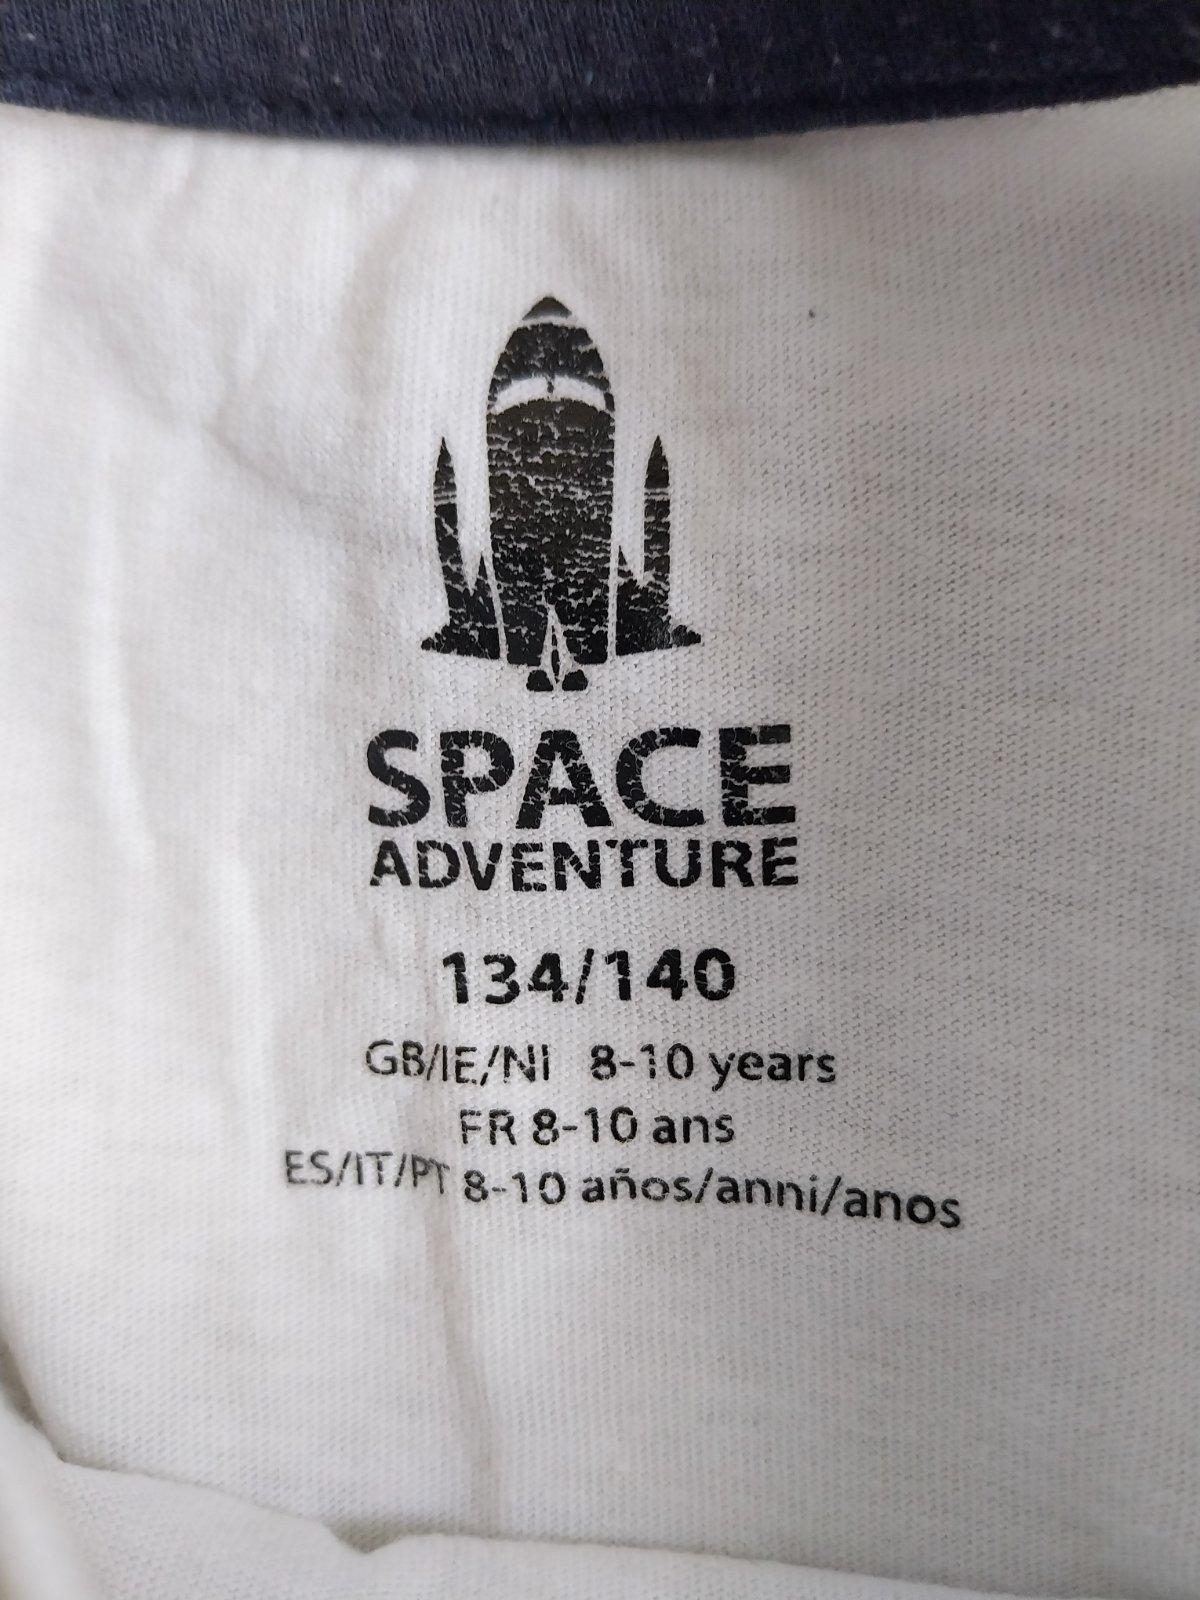 SPACE
ADVENTURE
134/140
GB/IE/NI 8-10 years
FR 8-10 ans
ES/IT/PT 8-10 años/anni/anos